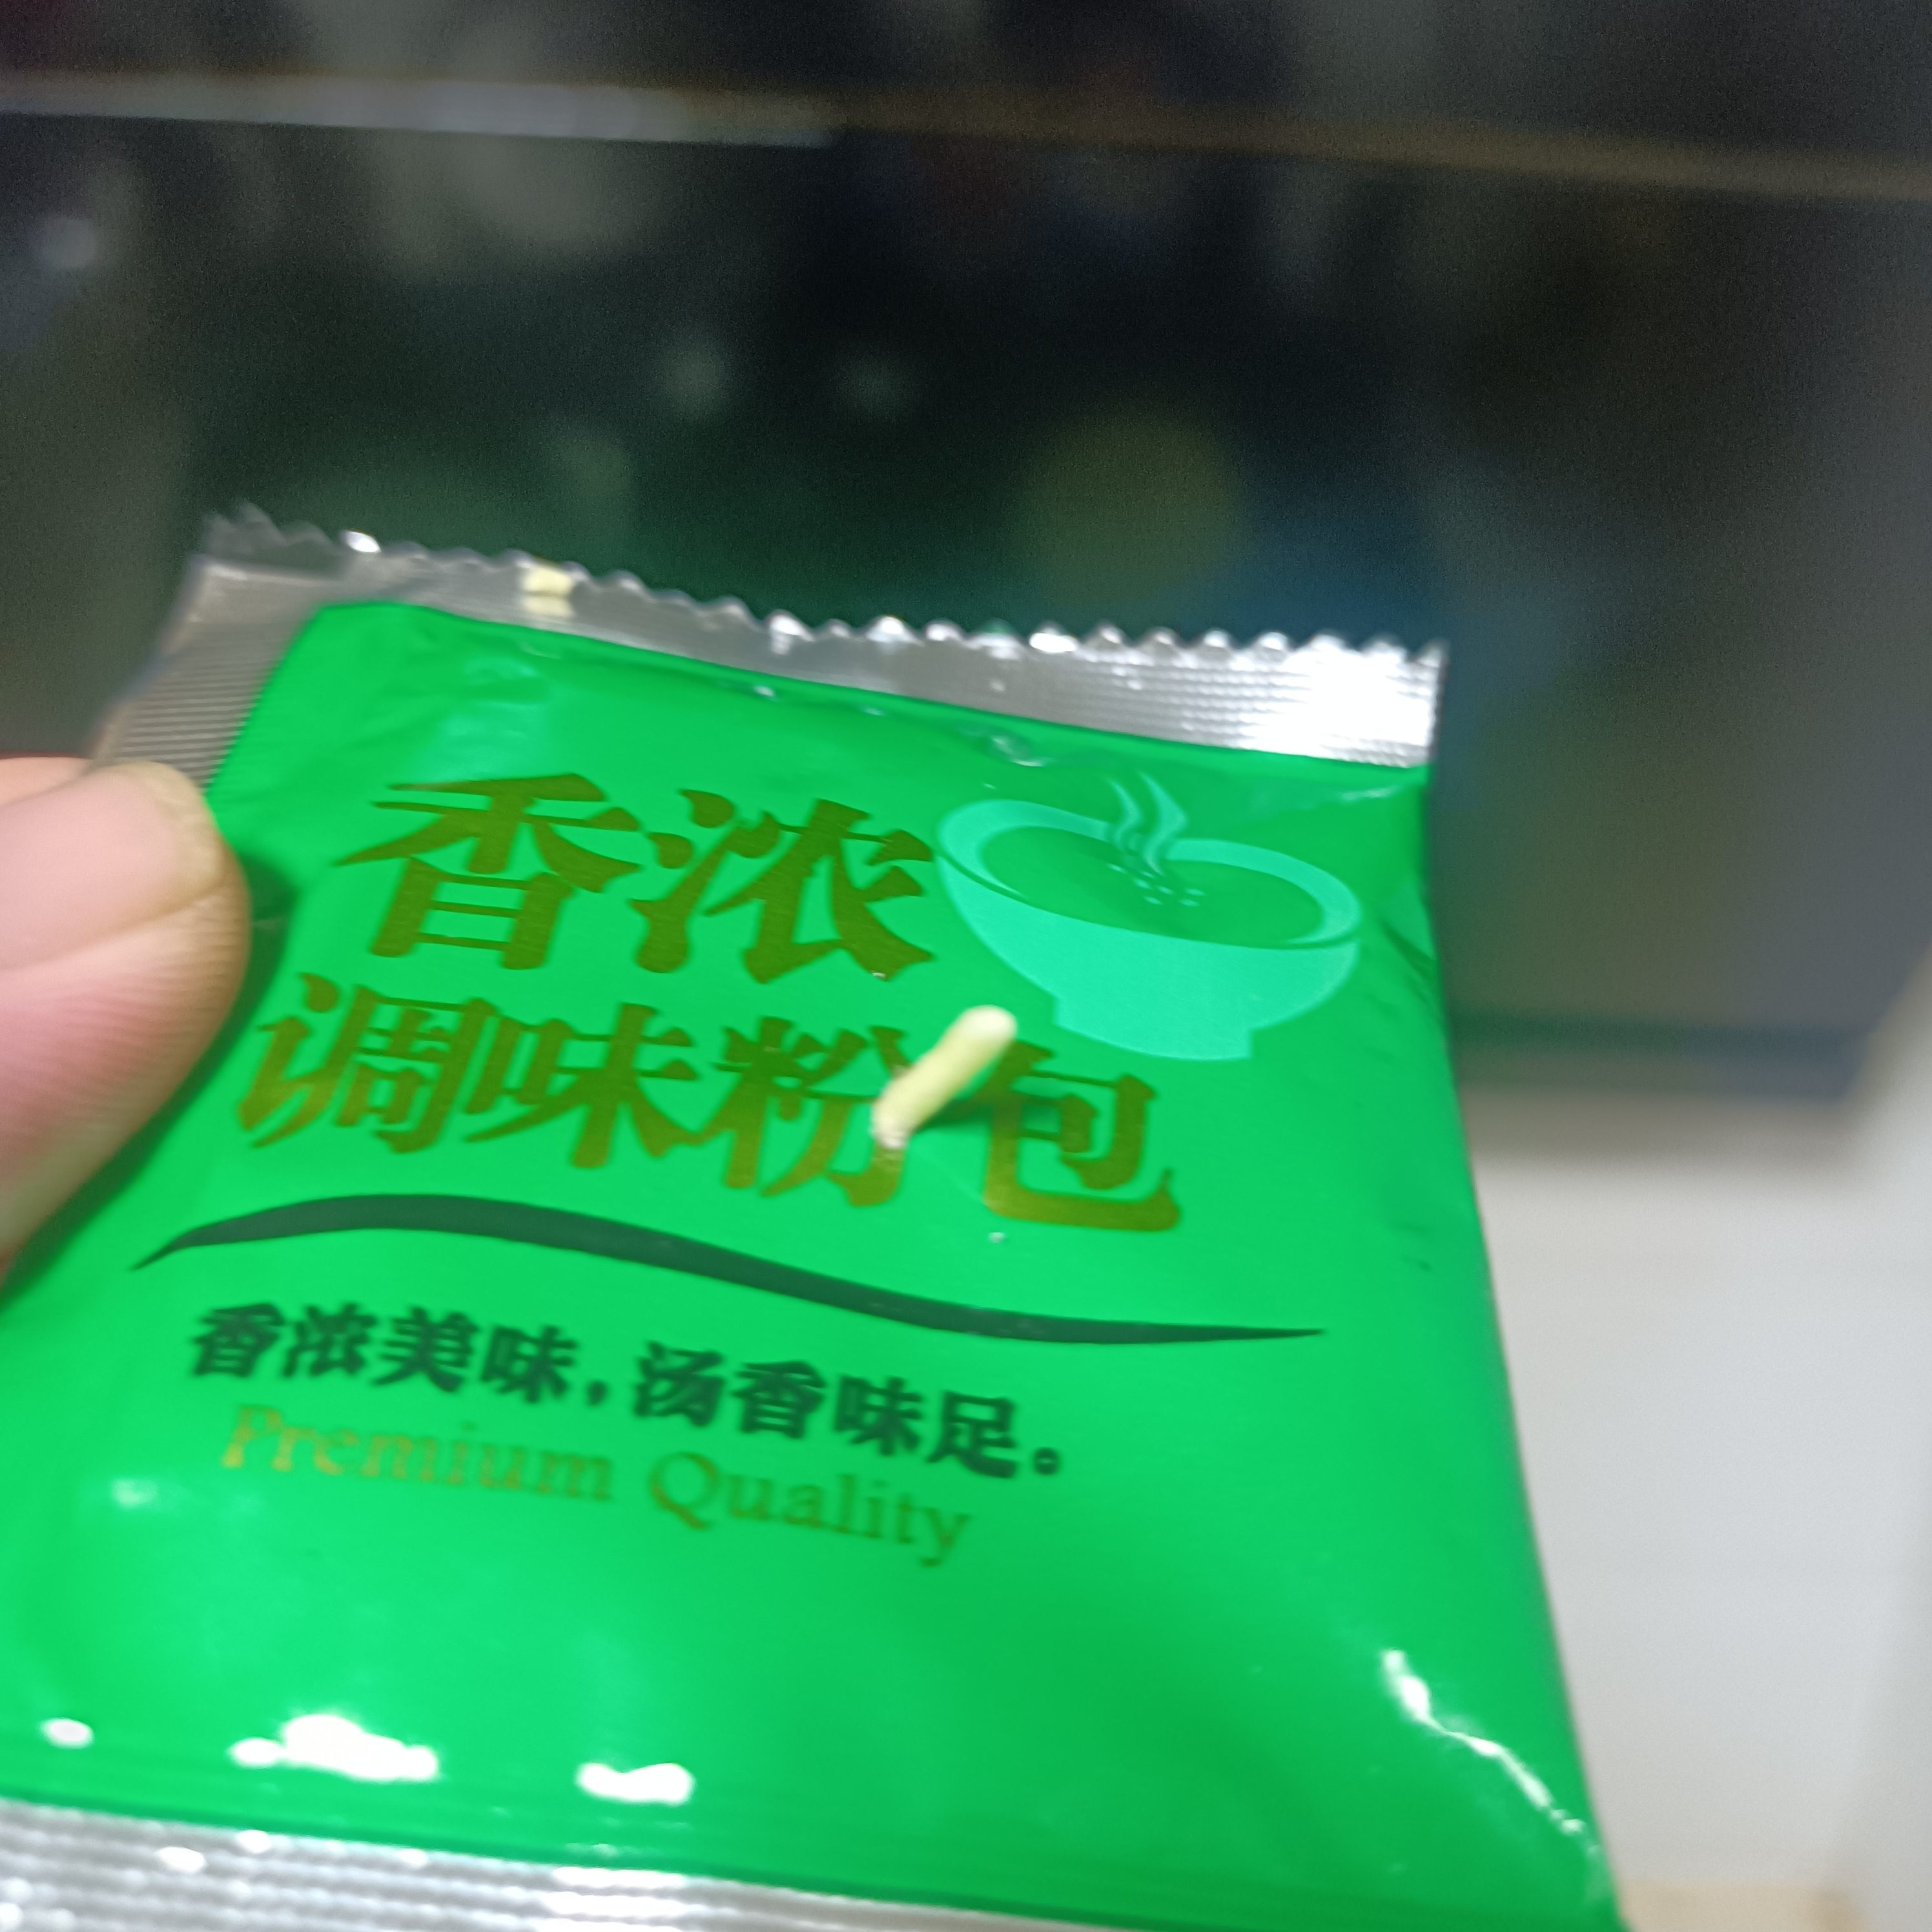 香浓
调味粉包
香浓美味，汤香味足。
Premium Quality